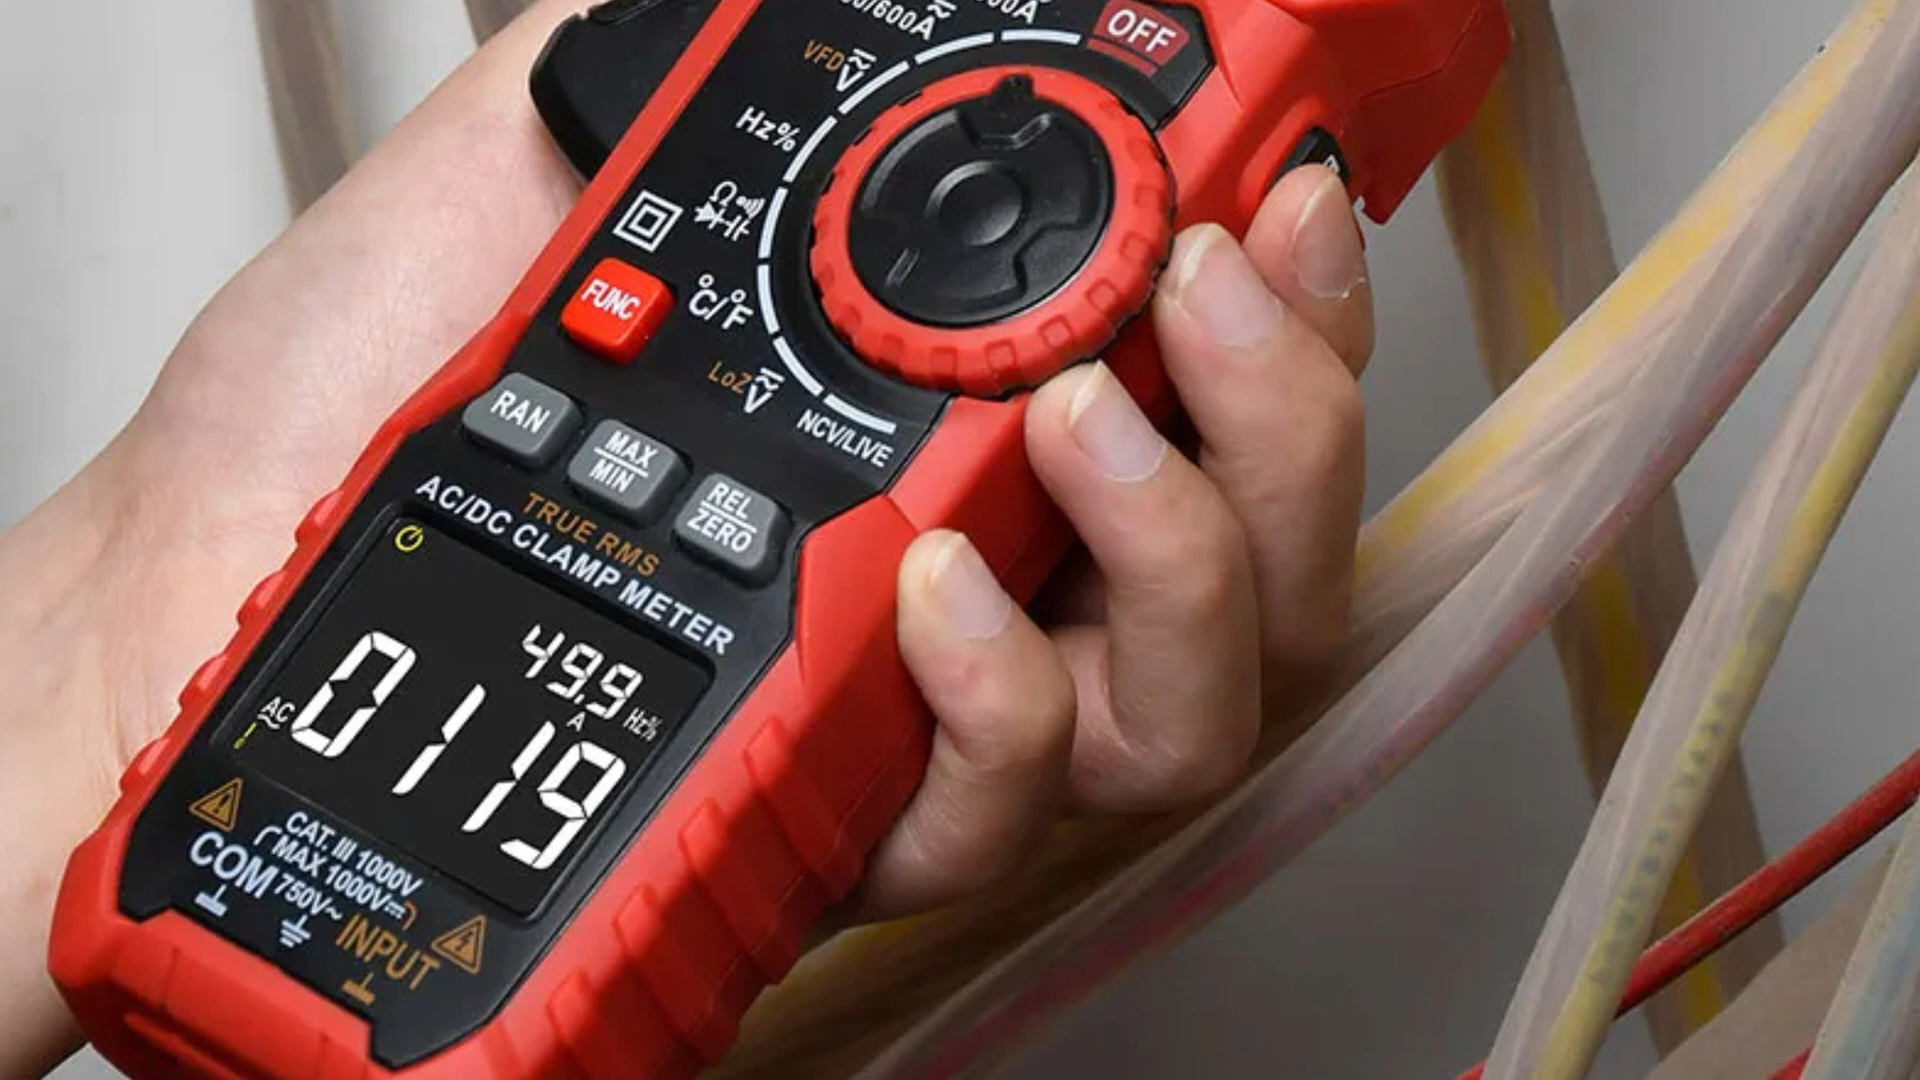 OFF
VFD V
Hz%
Ω
°C/°F
FUNC
LoZ V
NCV/LIVE
RAN
MAX
MIN
REL
ZERO
TRUE RMS
AC/DC CLAMP METER
49.9
Hz%
A
AC
0119
CAT. III 1000V
MAX 1000V⎓
750V~
COM
INPUT